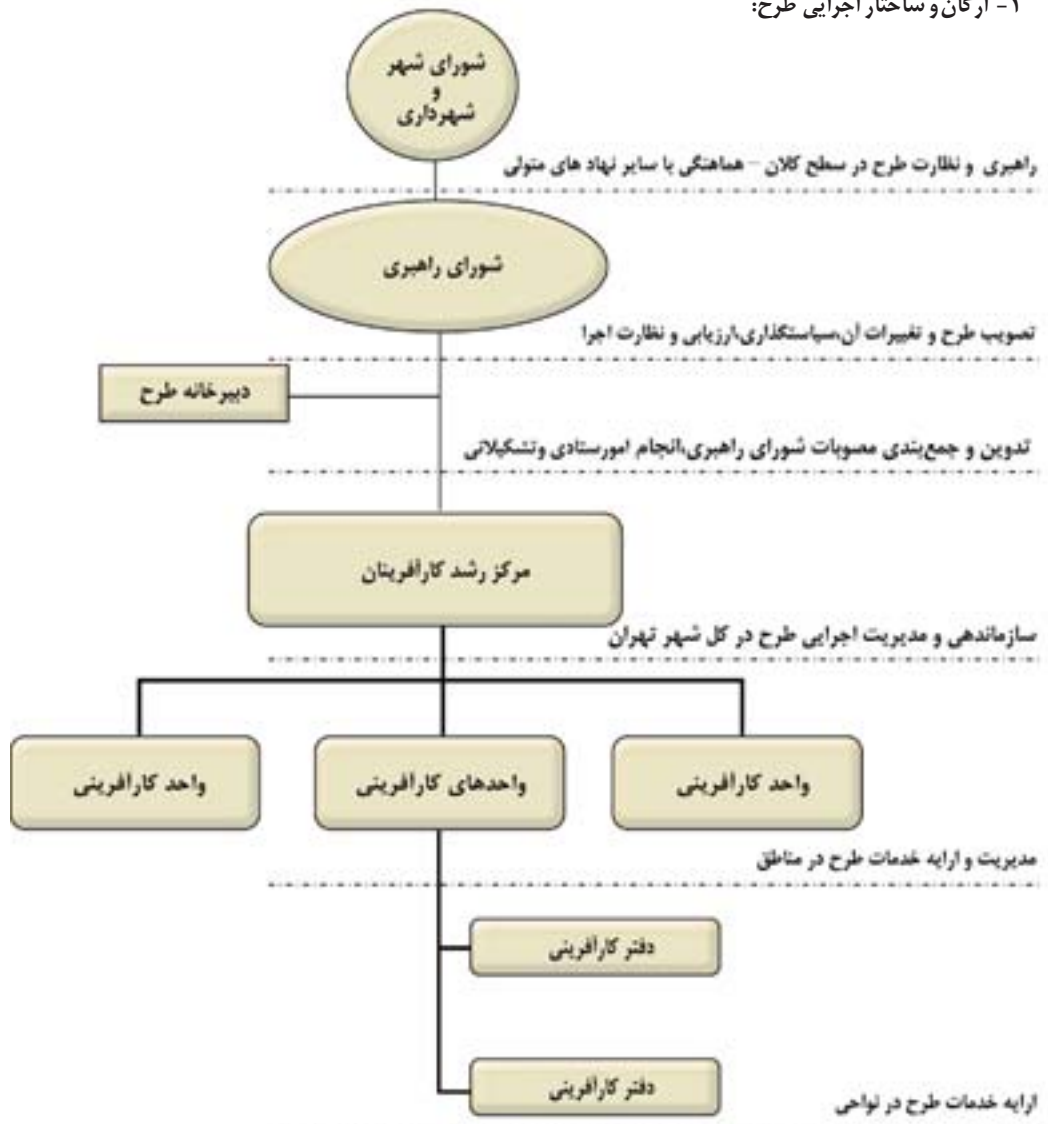 ۱- ارکان و ساختار اجرایی طرح:
شورای شهر
و
شهرداری
راهبری و نظارت طرح در سطح کلان – هماهنگی با سایر نهاد های متولی
شورای راهبری
تصویب طرح و تغییرات آن،سیاستگذاری،ارزیابی و نظارت اجرا
دبیرخانه طرح
تدوین و جمع‌بندی مصوبات شورای راهبری،انجام امورستادی وتشکیلاتی
مرکز رشد کارآفرینان
سازماندهی و مدیریت اجرایی طرح در کل شهر تهران
واحد کارآفرینی
واحدهای کارآفرینی
واحد کارآفرینی
مدیریت و ارایه خدمات طرح در مناطق
دفتر کارآفرینی
دفتر کارآفرینی
ارایه خدمات طرح در نواحی